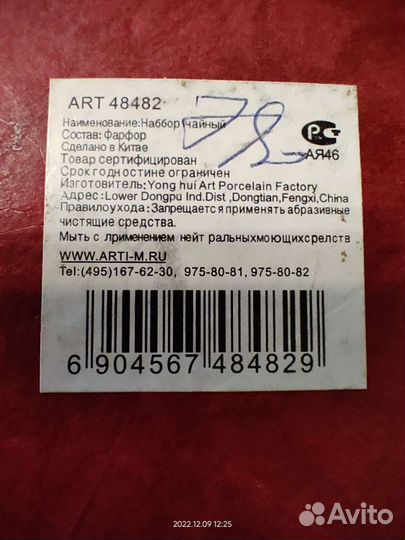 ART 48482
Наименование:Наббор чайный
Состав: Фарфор
Сделано в Китае
Товар сертифицирован
Срок годностине ограничен
Изготовитель:Yong hui Art Porcelain Factory
Адрес:Lower Dongpu Ind.Dist ,Dongtian,Fengxi,China
Правилоухода:Запрещается применять абразивные
чистящие средства.
Мыть с лрименением нейт ральныхмоющихсрелств
WWW.ARTI-M.RU
Tel:(495)167-62-30, 975-80-81, 975-80-82
6 904567 484829
АЯ46
2022.12.09 12:25
Avito